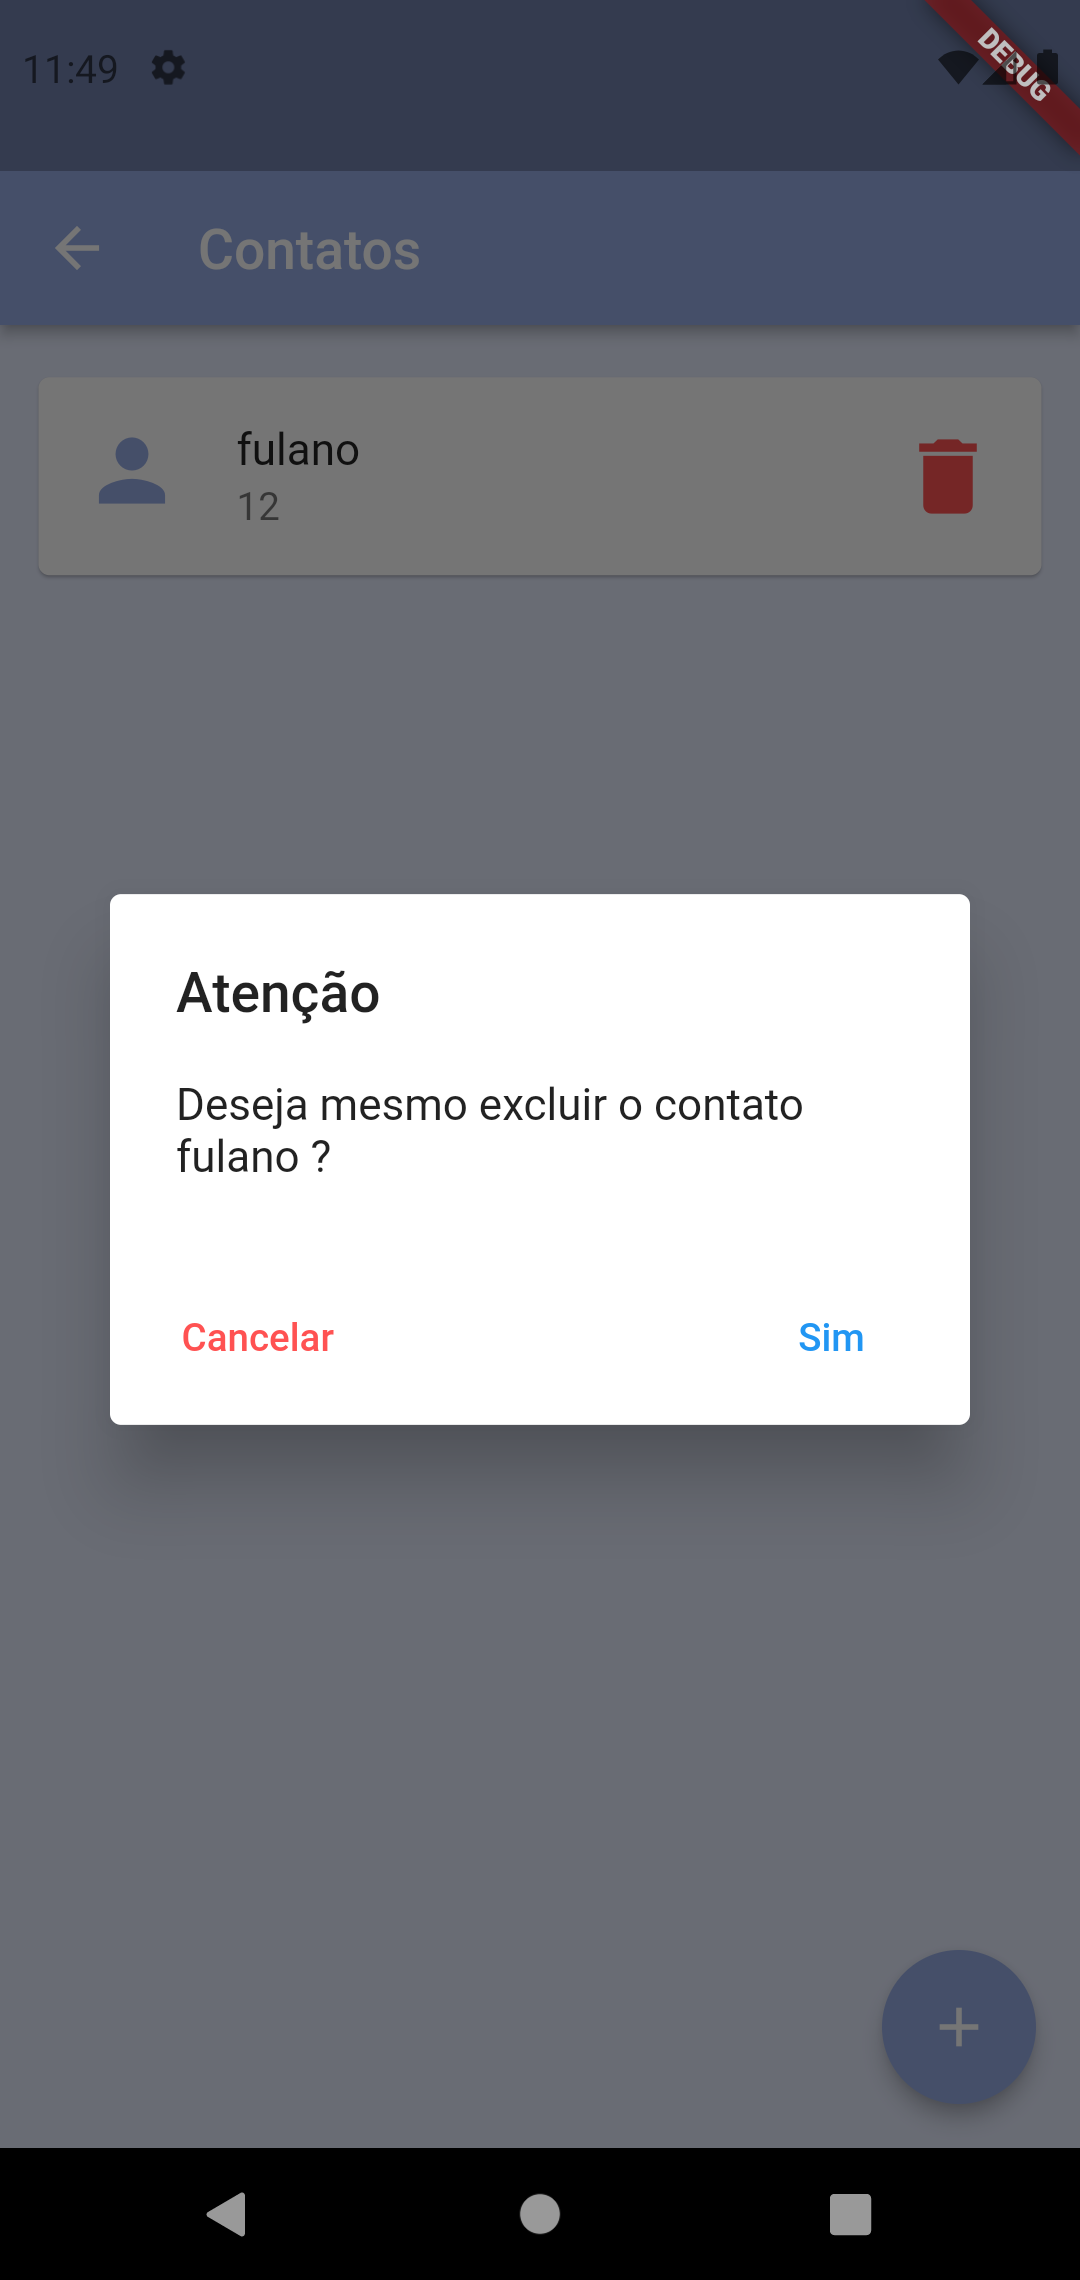 11:49
DEBUG
Contatos
fulano
12
Atenção
Deseja mesmo excluir o contato
fulano ?
Cancelar
Sim